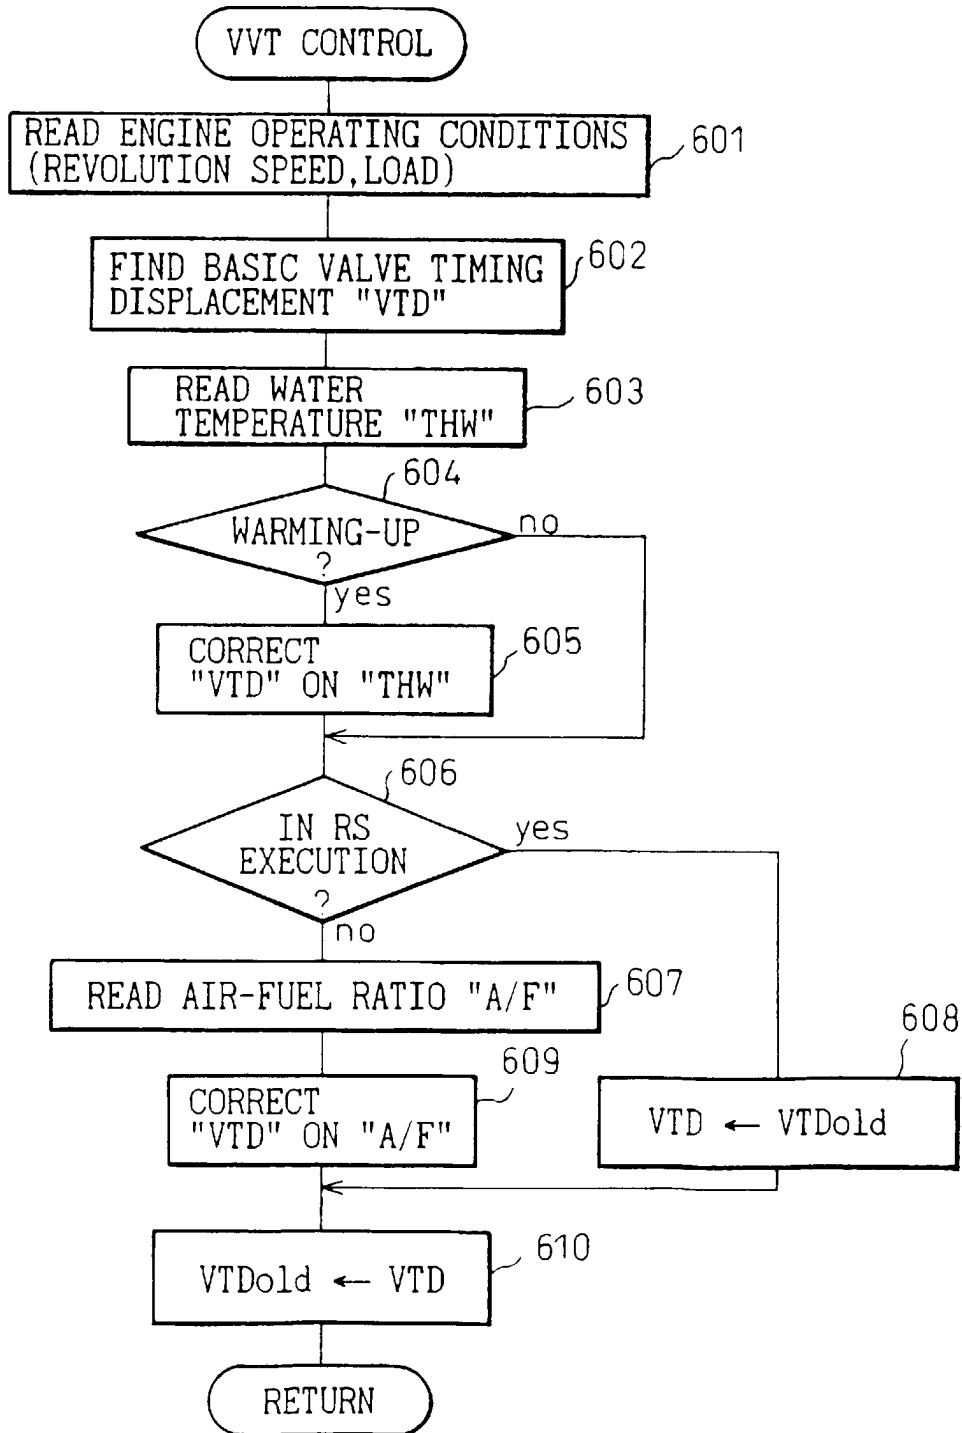 VVT CONTROL
READ ENGINE OPERATING CONDITIONS
(REVOLUTION SPEED,LOAD)
601
FIND BASIC VALVE TIMING
DISPLACEMENT "VTD"
602
READ WATER
TEMPERATURE "THW"
603
604
WARMING-UP
?
no
yes
CORRECT
"VTD" ON "THW"
605
606
IN RS
EXECUTION
?
yes
no
READ AIR-FUEL RATIO "A/F"
607
608
609
CORRECT
"VTD" ON "A/F"
VTD ← VTDold
610
VTDold ← VTD
RETURN